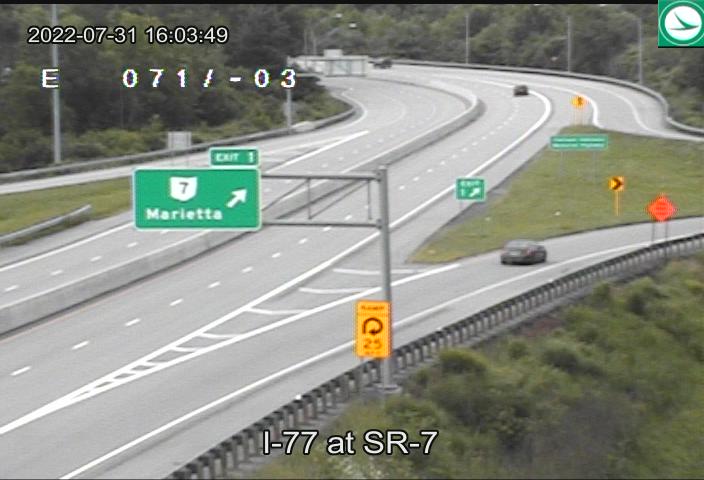 2022-07-31 16:03:49
E 071/-03
EXIT 1
7
Marietta
EXIT
1
25
I-77 at SR-7